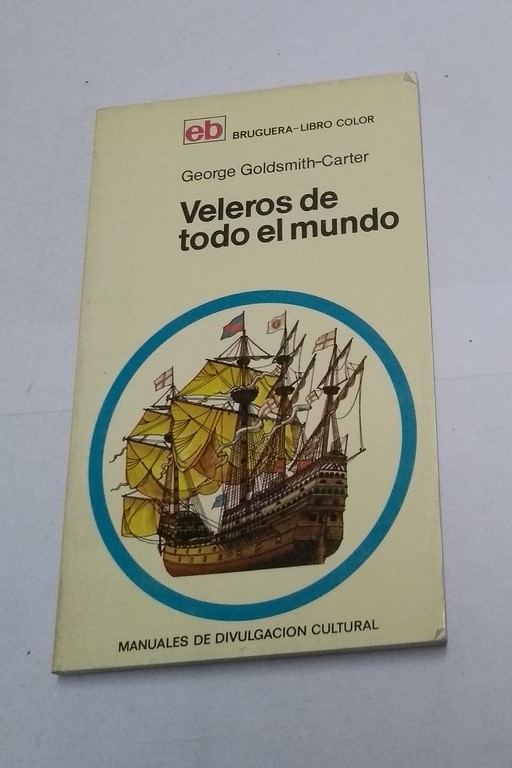 eb BRUGUERA-LIBRO COLOR
George Goldsmith-Carter
Veleros de
todo el mundo
MANUALES DE DIVULGACION CULTURAL